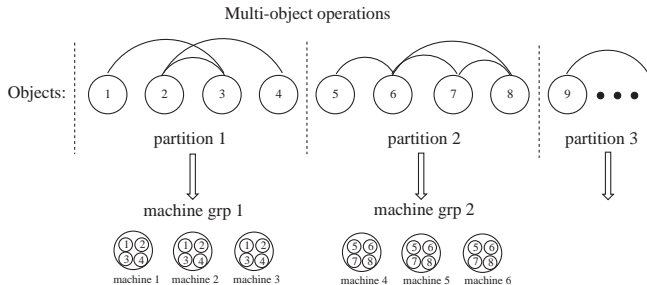 Multi-object operations
Objects: 1 2 3 4 5 6 7 8 9
partition 1 partition 2 partition 3
machine grp 1 machine grp 2
1 2 1 2 1 2 5 6 5 6 5 6
3 4 3 4 3 4 7 8 7 8 7 8
machine 1 machine 2 machine 3 machine 4 machine 5 machine 6